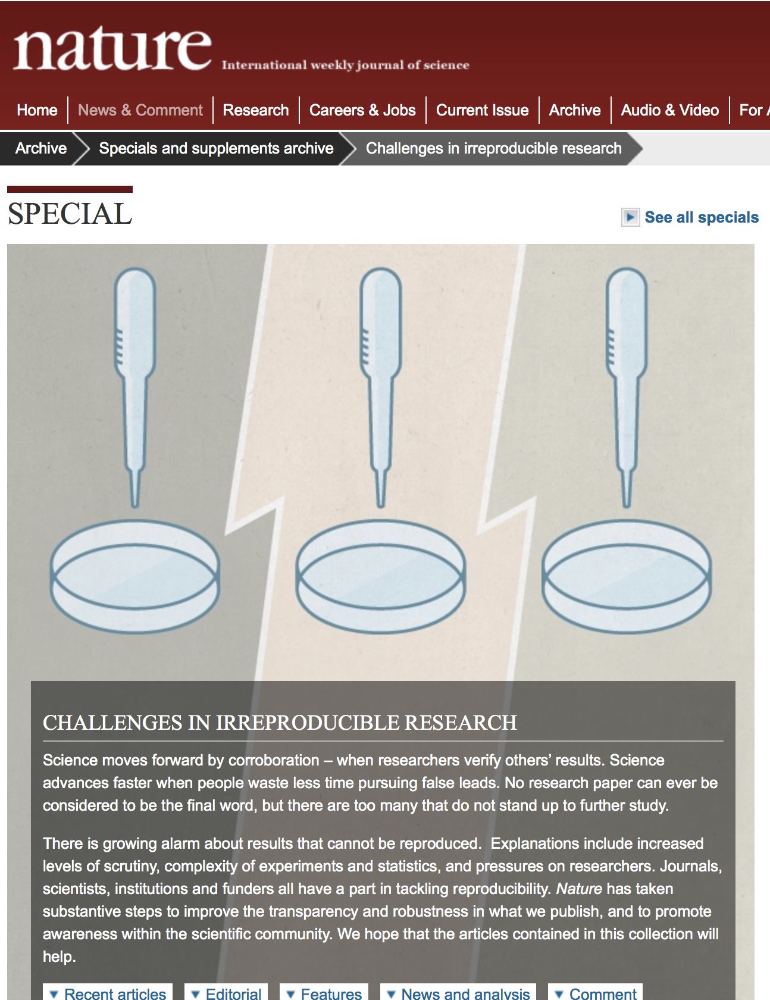 nature International weekly journal of science
Home News & Comment Research Careers & Jobs Current Issue Archive Audio & Video For
Archive Specials and supplements archive Challenges in irreproducible research
SPECIAL
See all specials
CHALLENGES IN IRREPRODUCIBLE RESEARCH
Science moves forward by corroboration – when researchers verify others’ results. Science
advances faster when people waste less time pursuing false leads. No research paper can ever be
considered to be the final word, but there are too many that do not stand up to further study.
There is growing alarm about results that cannot be reproduced.  Explanations include increased
levels of scrutiny, complexity of experiments and statistics, and pressures on researchers. Journals,
scientists, institutions and funders all have a part in tackling reproducibility. Nature has taken
substantive steps to improve the transparency and robustness in what we publish, and to promote
awareness within the scientific community. We hope that the articles contained in this collection will
help.
Recent articles Editorial Features News and analysis Comment